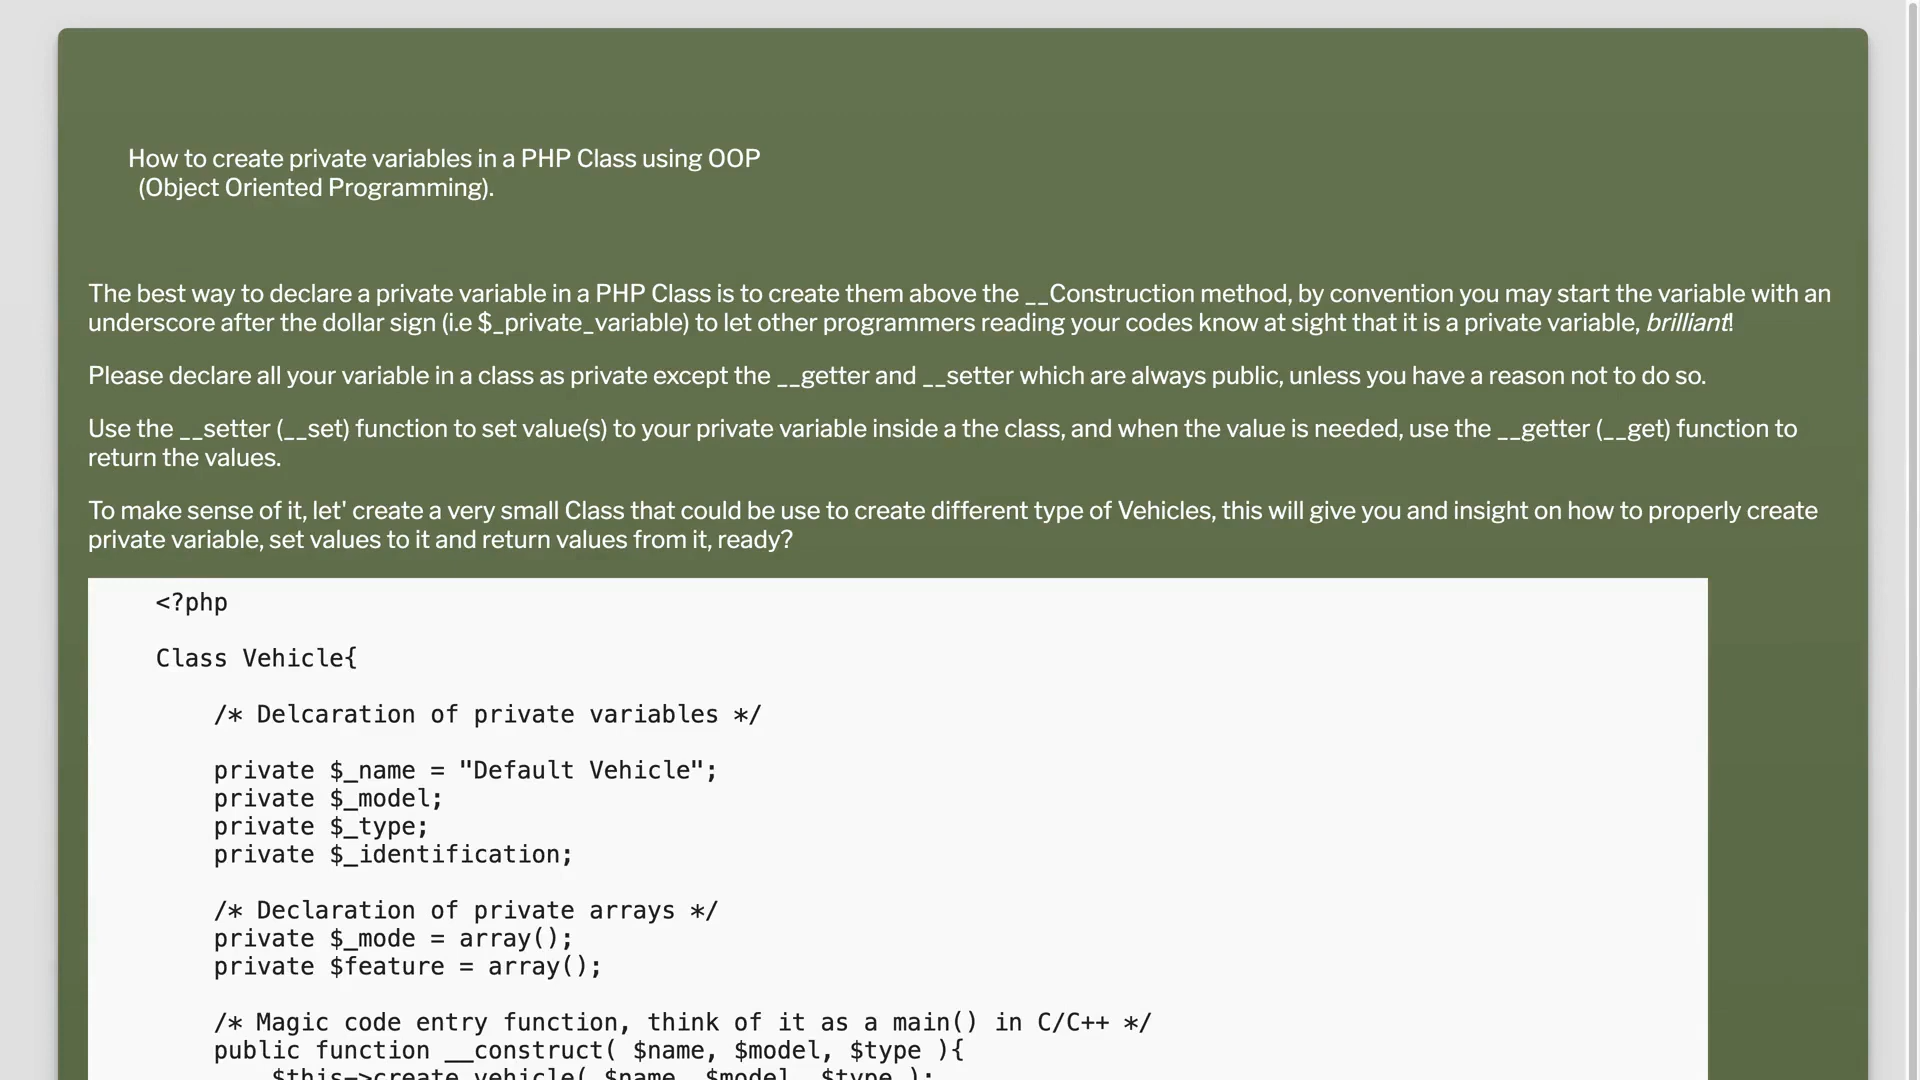 How to create private variables in a PHP Class using OOP
(Object Oriented Programming).
The best way to declare a private variable in a PHP Class is to create them above the __Construction method, by convention you may start the variable with an
underscore after the dollar sign (i.e $_private_variable) to let other programmers reading your codes know at sight that it is a private variable, brilliant!
Please declare all your variable in a class as private except the __getter and __setter which are always public, unless you have a reason not to do so.
Use the __setter (__set) function to set value(s) to your private variable inside a the class, and when the value is needed, use the __getter (__get) function to
return the values.
To make sense of it, let' create a very small Class that could be use to create different type of Vehicles, this will give you and insight on how to properly create
private variable, set values to it and return values from it, ready?
<?php
Class Vehicle{
/* Delcaration of private variables */
private $_name = "Default Vehicle";
private $_model;
private $_type;
private $_identification;
/* Declaration of private arrays */
private $_mode = array();
private $feature = array();
/* Magic code entry function, think of it as a main() in C/C++ */
public function __construct( $name, $model, $type ){
$this->create_vehicle( $name, $model, $type );